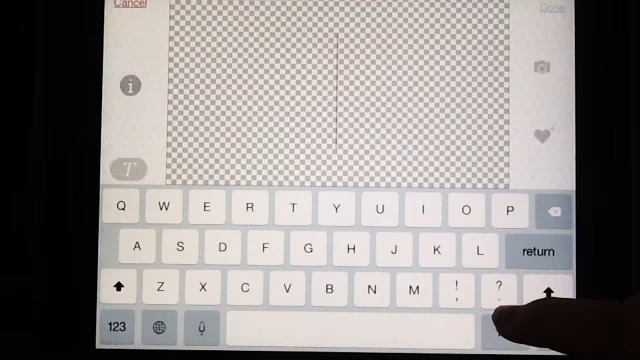 Cancel
Done
i
T
Q W E R T Y U I O P
A S D F G H J K L return
Z X C V B N M ! , ? .
123